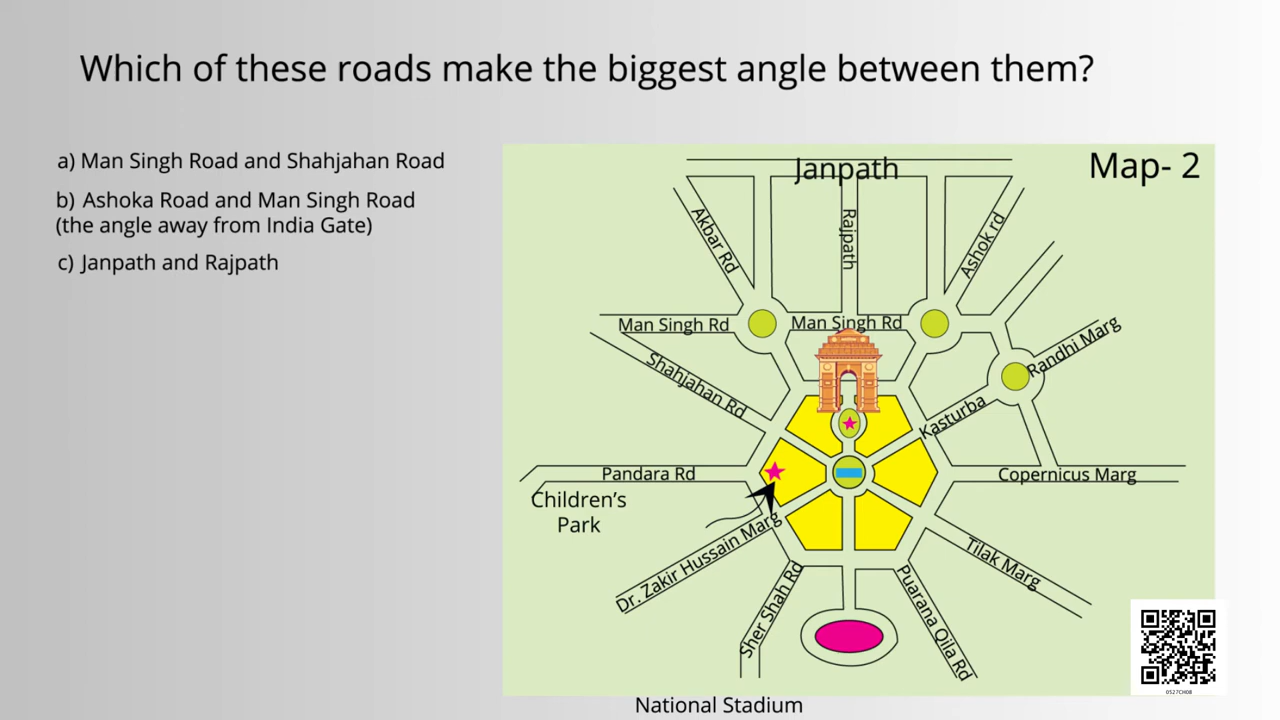 Which of these roads make the biggest angle between them?
a) Man Singh Road and Shahjahan Road
b) Ashoka Road and Man Singh Road
(the angle away from India Gate)
c) Janpath and Rajpath
Janpath
Map- 2
Akbar Rd
Rajpath
Ashok rd
Man Singh Rd
Man Singh Rd
Randhi Marg
Shahjahan Rd
Kasturba
Pandara Rd
Copernicus Marg
Children's
Park
Dr. Zakir Hussain Marg
Tilak Marg
Sher Shah Rd
Puarana Qila Rd
0527CH08
National Stadium